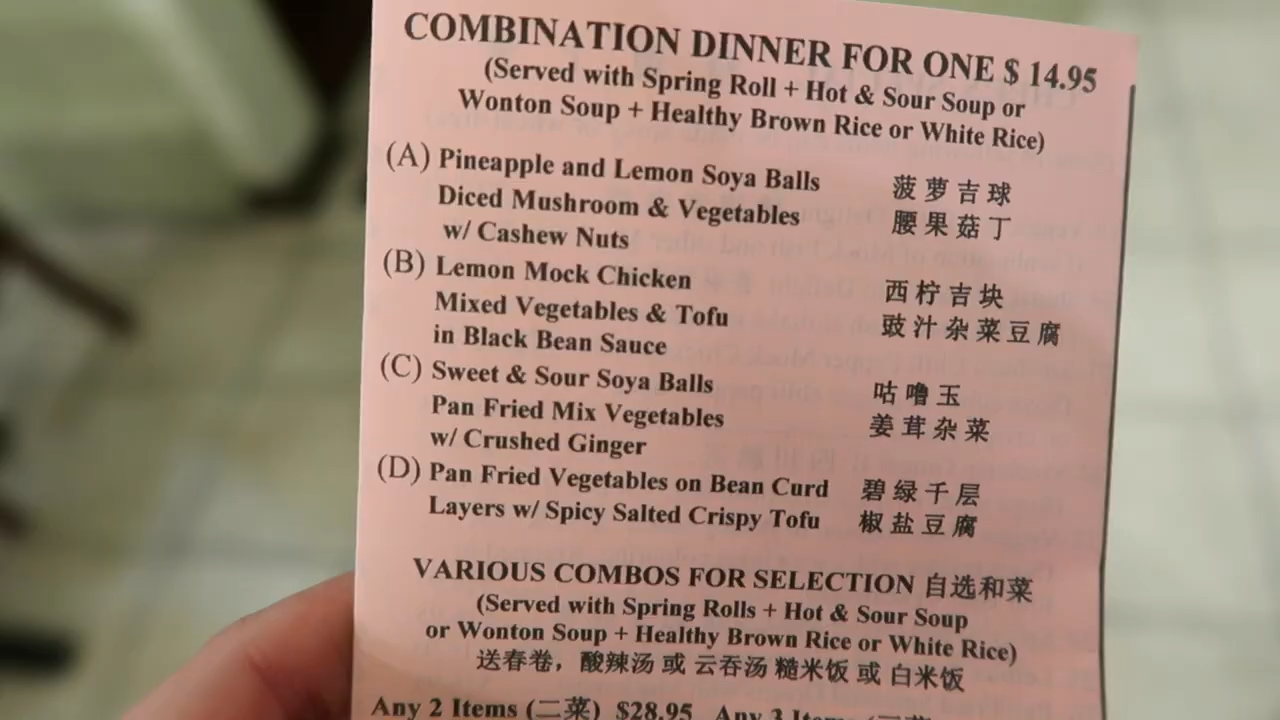 COMBINATION DINNER FOR ONE $ 14.95
(Served with Spring Roll + Hot & Sour Soup or
Wonton Soup + Healthy Brown Rice or White Rice)
(A) Pineapple and Lemon Soya Balls 菠萝吉球
Diced Mushroom & Vegetables 腰果菇丁
w/ Cashew Nuts
(B) Lemon Mock Chicken 西柠吉块
Mixed Vegetables & Tofu 豉汁杂菜豆腐
in Black Bean Sauce
(C) Sweet & Sour Soya Balls 咕噜玉
Pan Fried Mix Vegetables 姜茸杂菜
w/ Crushed Ginger
(D) Pan Fried Vegetables on Bean Curd 碧绿千层
Layers w/ Spicy Salted Crispy Tofu 椒盐豆腐
VARIOUS COMBOS FOR SELECTION 自选和菜
(Served with Spring Rolls + Hot & Sour Soup
or Wonton Soup + Healthy Brown Rice or White Rice)
送春卷，酸辣汤 或 云吞汤 糙米饭 或 白米饭
Any 2 Items (二菜) $28.95 Any 3 Items